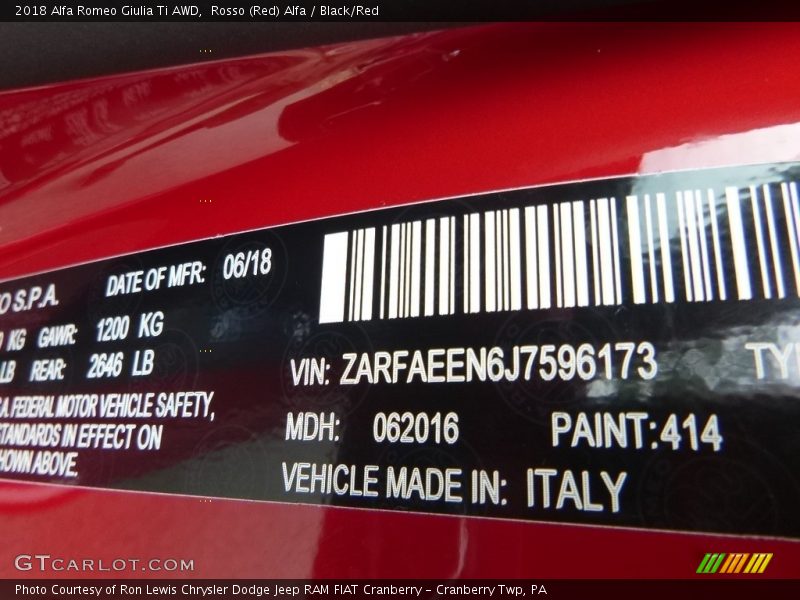 2018 Alfa Romeo Giulia Ti AWD,  Rosso (Red) Alfa / Black/Red
O S.P.A. DATE OF MFR: 06/18
KG GAWR: 1200 KG
LB REAR: 2646 LB
FEDERAL MOTOR VEHICLE SAFETY,
STANDARDS IN EFFECT ON
SHOWN ABOVE.
VIN: ZARFAEEN6J7596173
MDH: 062016 PAINT:414
VEHICLE MADE IN: ITALY
GTCARLOT.COM
Photo Courtesy of Ron Lewis Chrysler Dodge Jeep RAM FIAT Cranberry – Cranberry Twp, PA